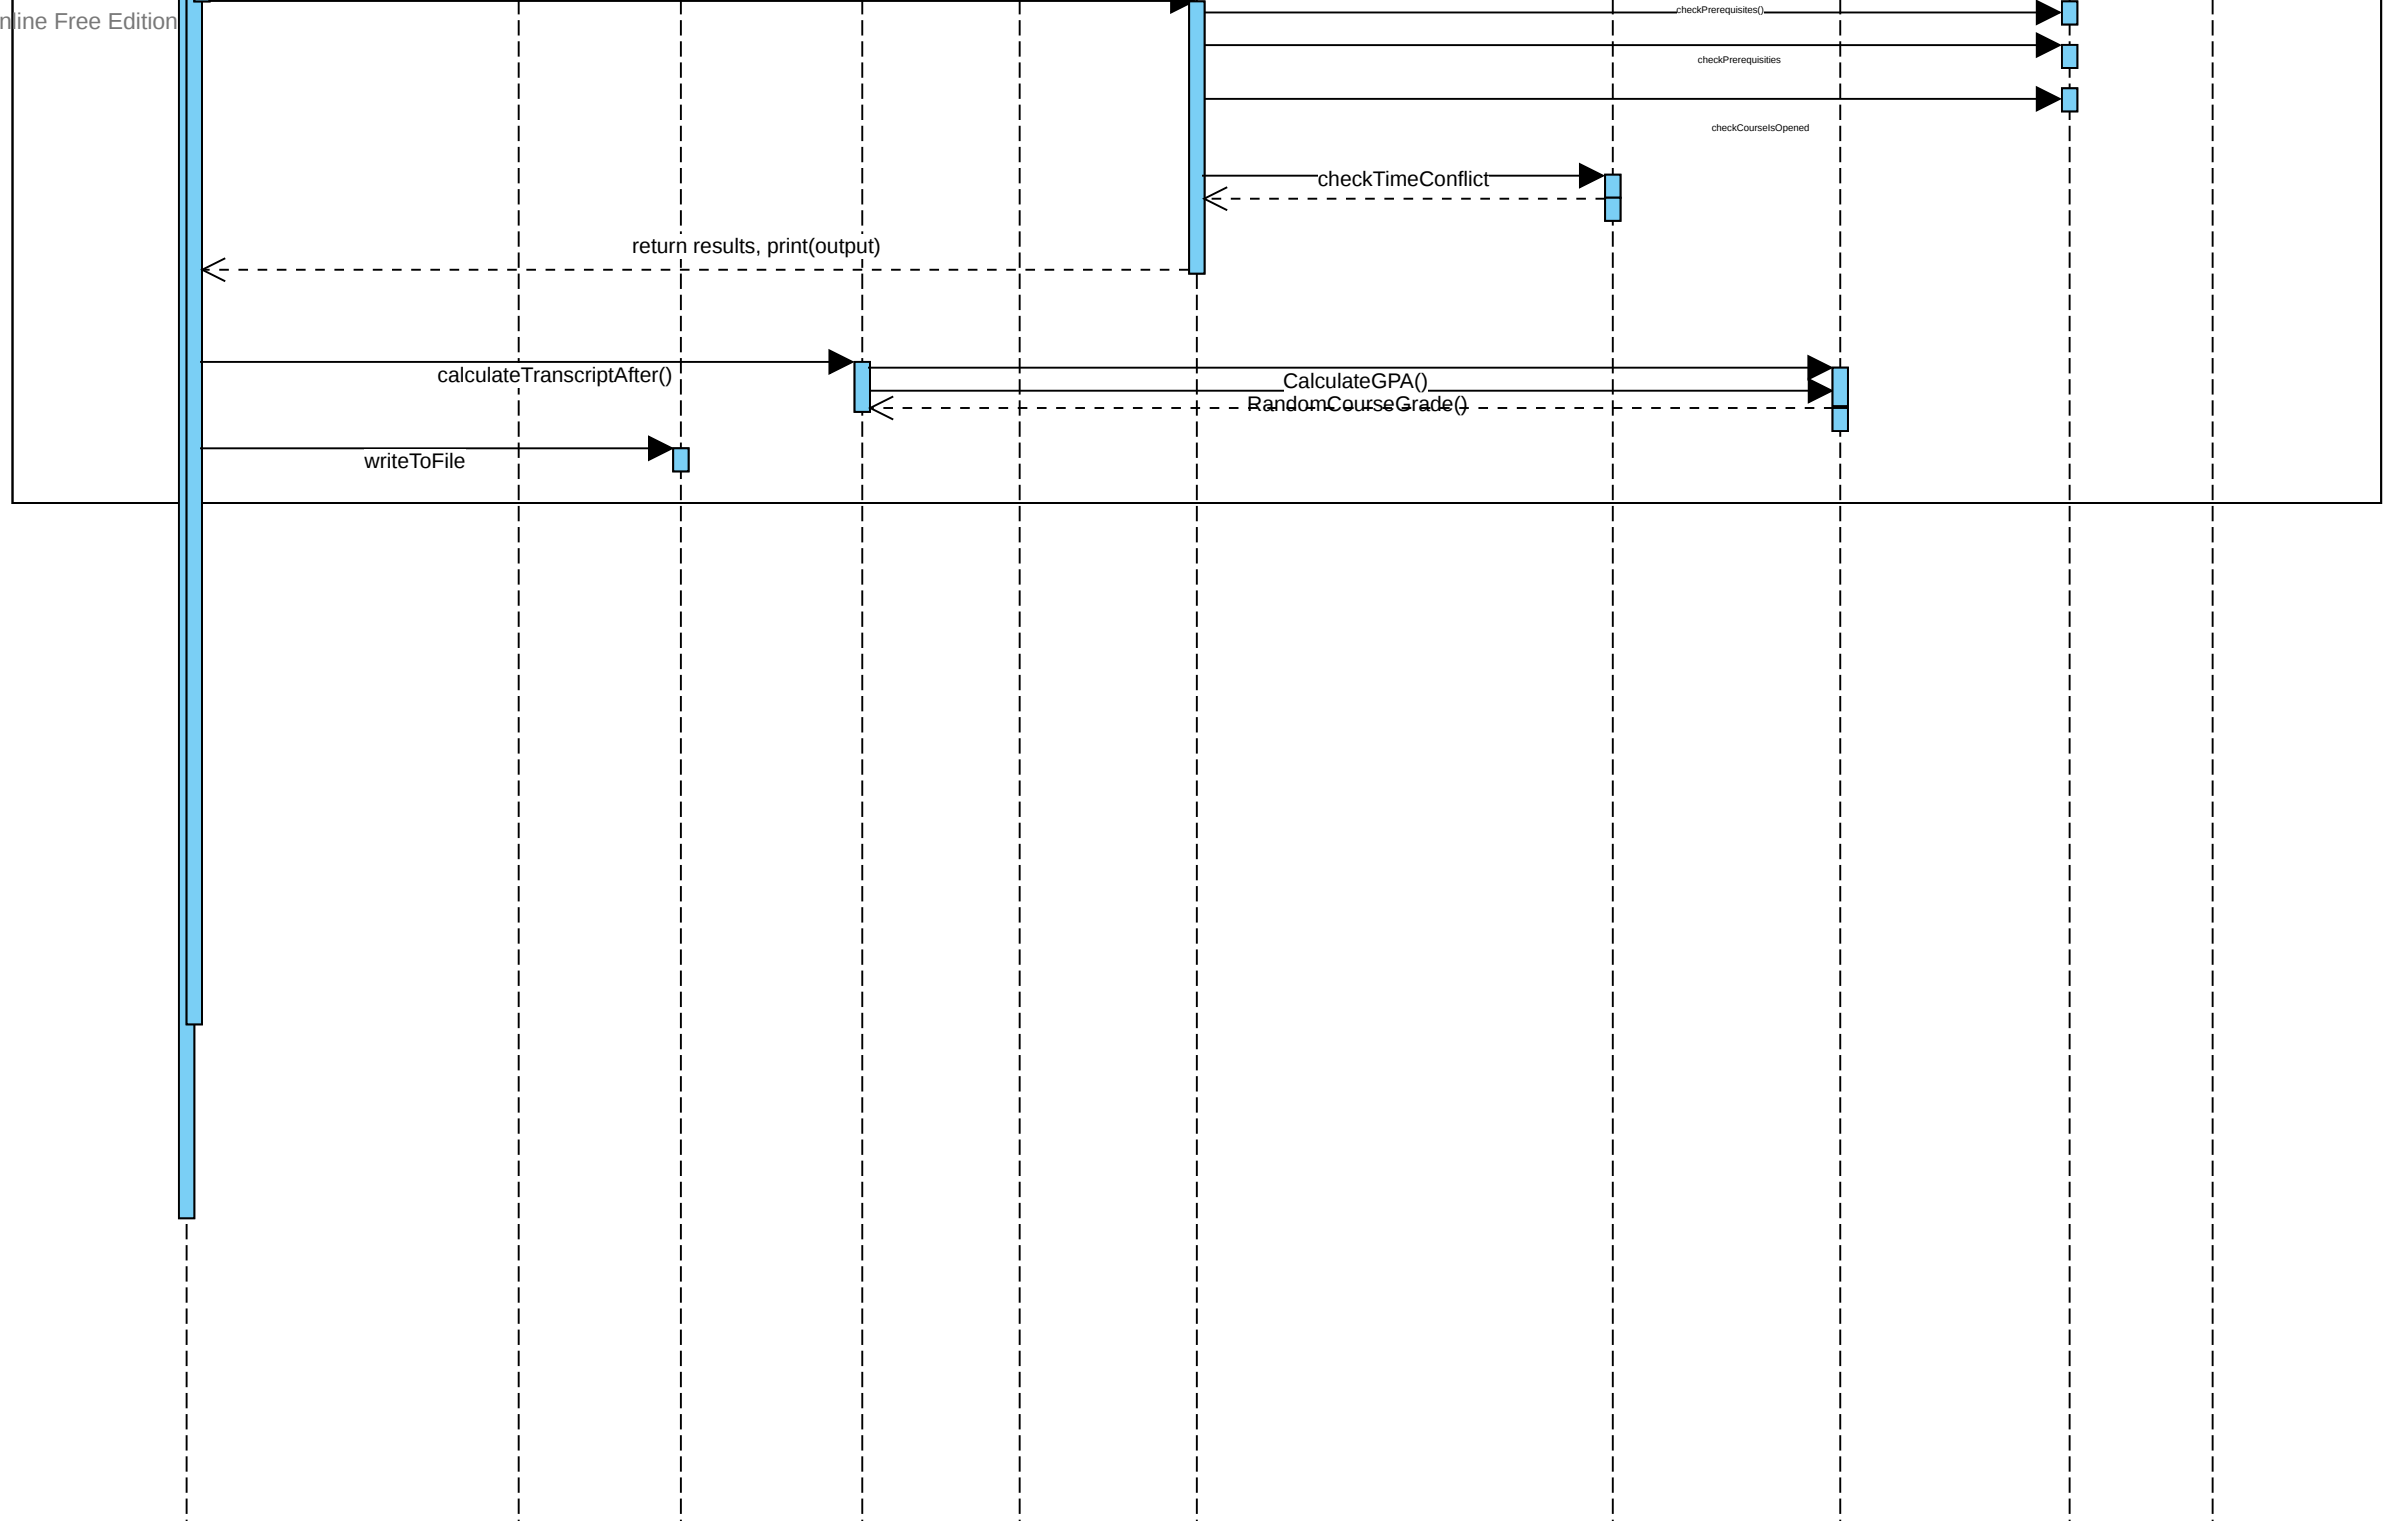 nline Free Edition
checkPrerequisites()
checkPrerequisities
checkCourseIsOpened
checkTimeConflict
return results, print(output)
calculateTranscriptAfter()
CalculateGPA()
RandomCourseGrade()
writeToFile